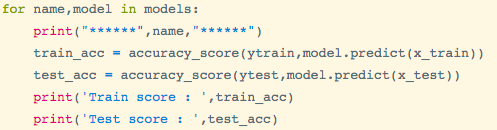 for name,model in models:
    print("******",name,"******")
    train_acc = accuracy_score(ytrain,model.predict(x_train))
    test_acc = accuracy_score(ytest,model.predict(x_test))
    print('Train score : ',train_acc)
    print('Test score : ',test_acc)